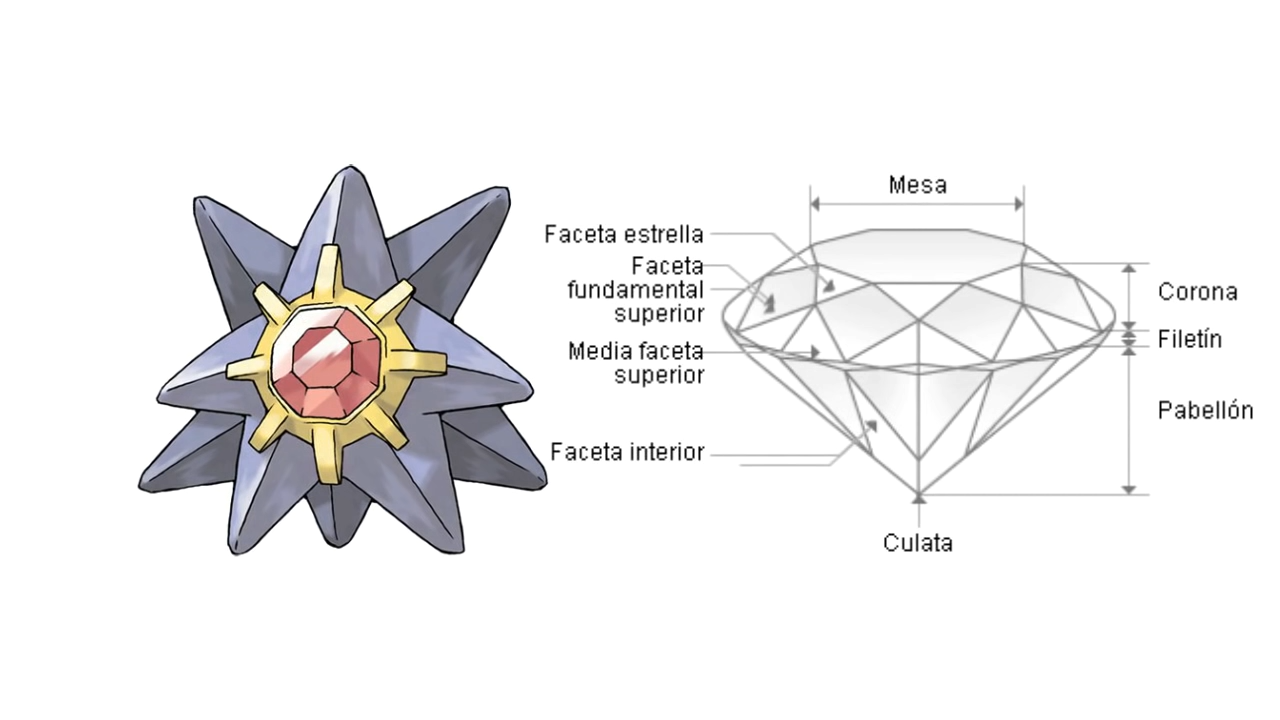 Mesa
Faceta estrella
Faceta
fundamental
superior
Media faceta
superior
Faceta interior
Culata
Corona
Filetín
Pabellón